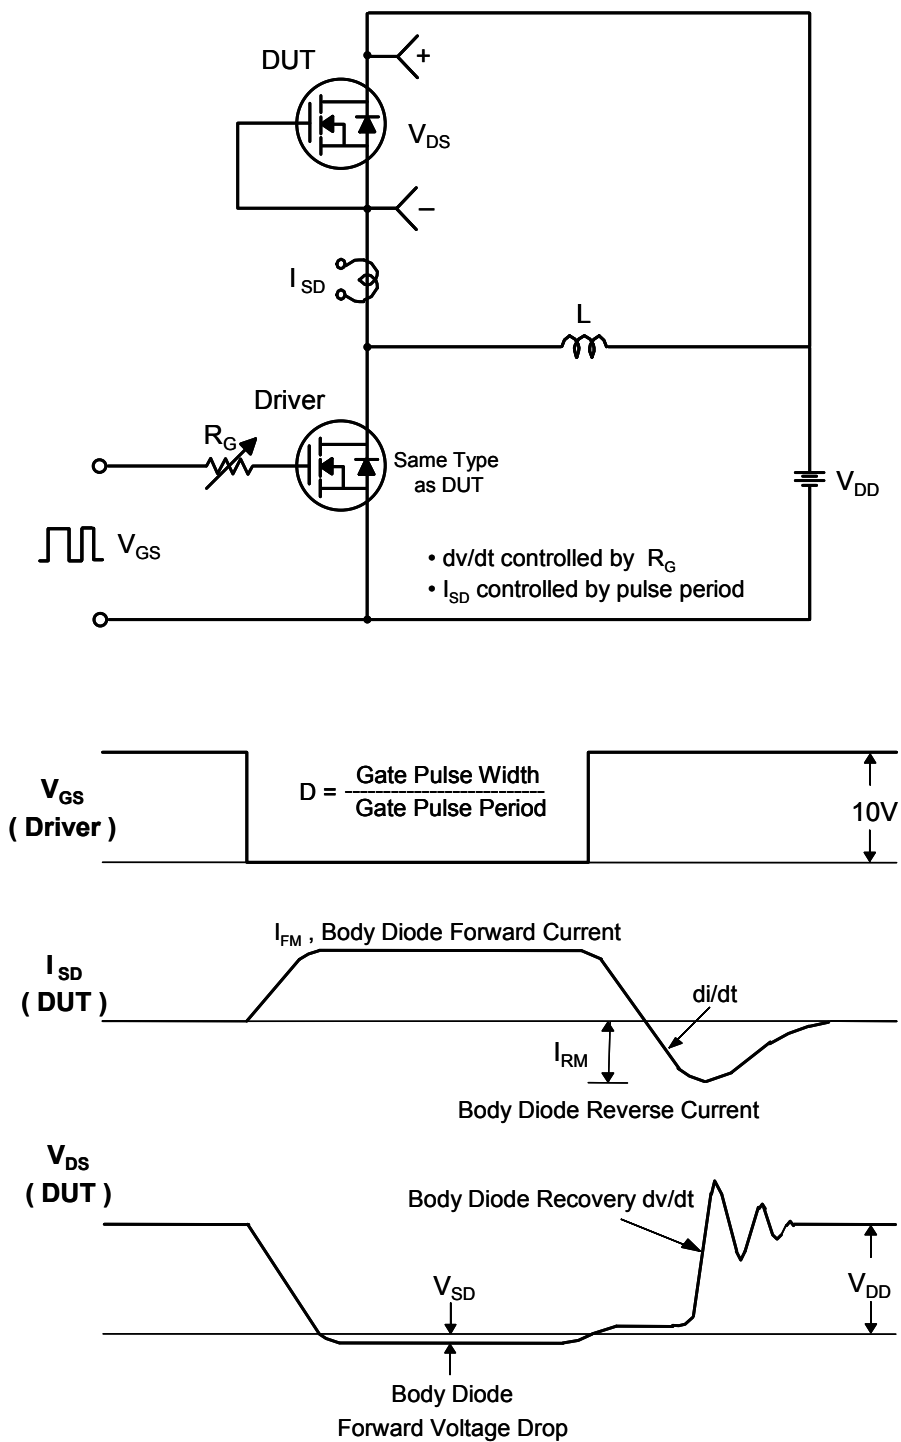 DUT
+
V_DS
–
I_SD
L
Driver
R_G
Same Type
as DUT
V_DD
V_GS
• dv/dt controlled by R_G
• I_SD controlled by pulse period
V_GS
( Driver )
D = Gate Pulse Width
Gate Pulse Period
10V
I_FM , Body Diode Forward Current
I_SD
( DUT )
di/dt
I_RM
Body Diode Reverse Current
V_DS
( DUT )
Body Diode Recovery dv/dt
V_SD
V_DD
Body Diode
Forward Voltage Drop